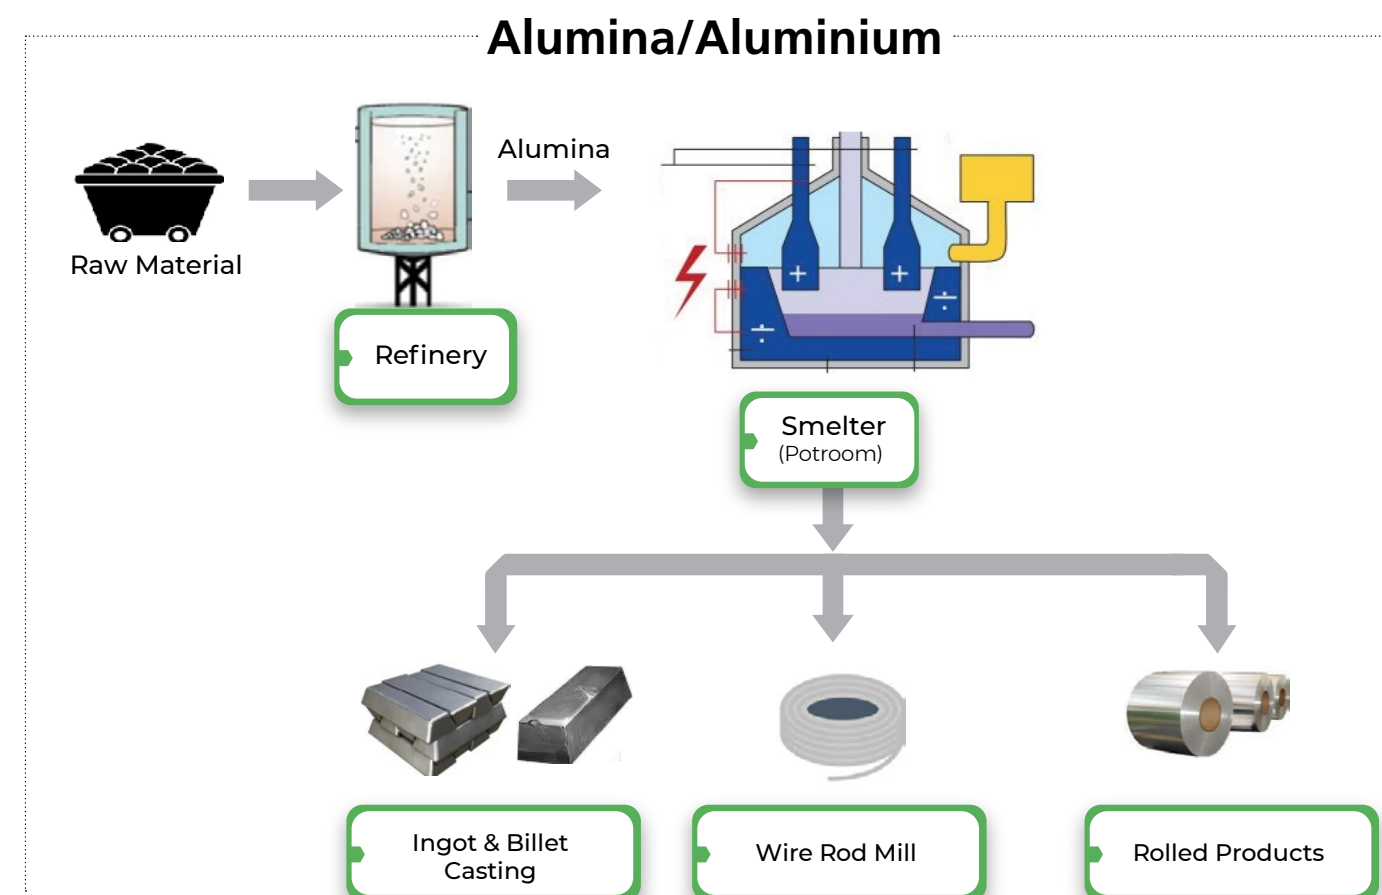 Alumina/Aluminium
Alumina
Raw Material
Refinery
+
+
÷
÷
Smelter
(Potroom)
Ingot & Billet
Casting
Wire Rod Mill
Rolled Products